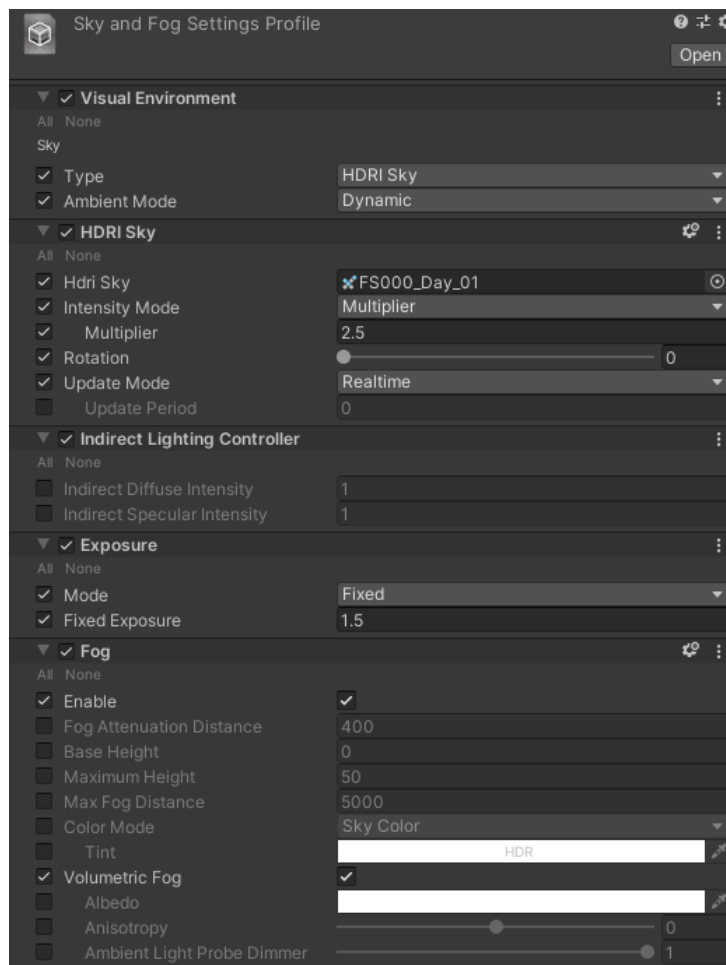 Sky and Fog Settings Profile
Open
Visual Environment
All None
Sky
Type HDRI Sky
Ambient Mode Dynamic
HDRI Sky
All None
Hdri Sky FS000_Day_01
Intensity Mode Multiplier
Multiplier 2.5
Rotation 0
Update Mode Realtime
Update Period 0
Indirect Lighting Controller
All None
Indirect Diffuse Intensity 1
Indirect Specular Intensity 1
Exposure
All None
Mode Fixed
Fixed Exposure 1.5
Fog
All None
Enable
Fog Attenuation Distance 400
Base Height 0
Maximum Height 50
Max Fog Distance 5000
Color Mode Sky Color
Tint HDR
Volumetric Fog
Albedo
Anisotropy 0
Ambient Light Probe Dimmer 1